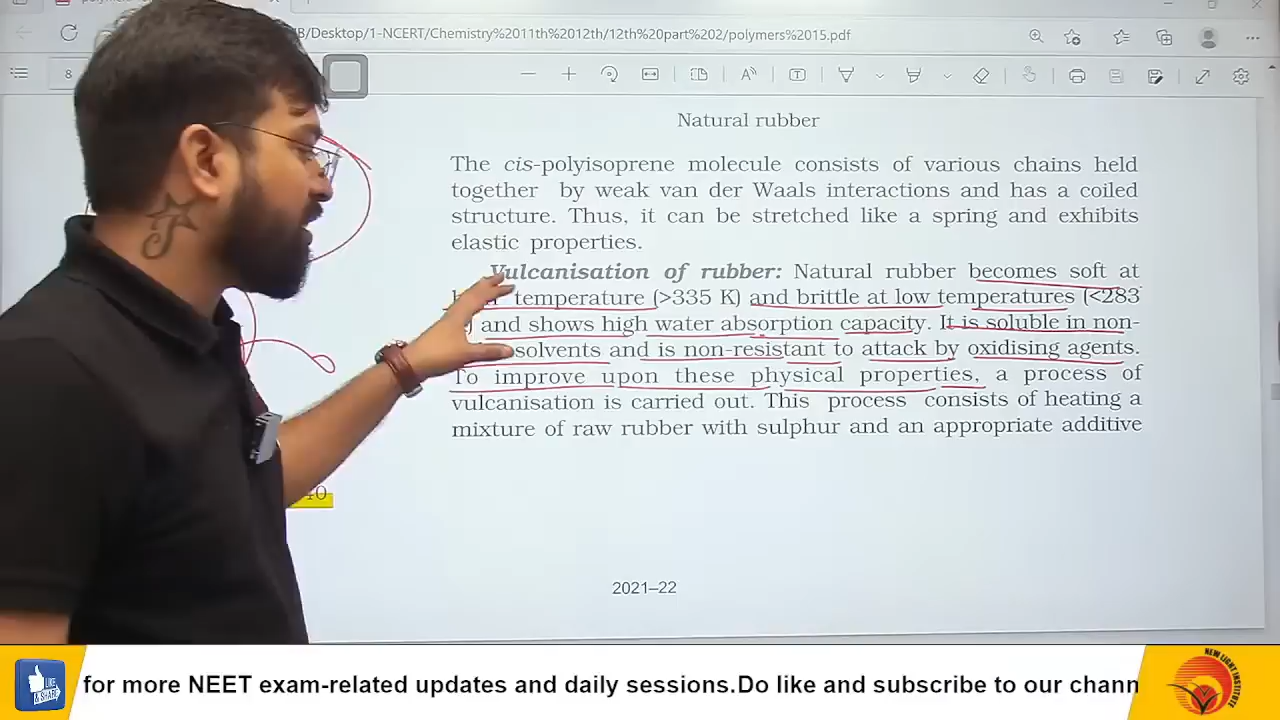 B/Desktop/1-NCERT/Chemistry%2011th%2012th/12th%20part%202/polymers%2015.pdf
8
Natural rubber
The cis-polyisoprene molecule consists of various chains held
together by weak van der Waals interactions and has a coiled
structure. Thus, it can be stretched like a spring and exhibits
elastic properties.
Vulcanisation of rubber: Natural rubber becomes soft at
temperature (>335 K) and brittle at low temperatures (<283
) and shows high water absorption capacity. It is soluble in non-
solvents and is non-resistant to attack by oxidising agents.
To improve upon these physical properties, a process of
vulcanisation is carried out. This process consists of heating a
mixture of raw rubber with sulphur and an appropriate additive
2021–22
LIKE & SHARE
for more NEET exam-related updates and daily sessions.Do like and subscribe to our chann
NEW LIGHT INSTITUTE